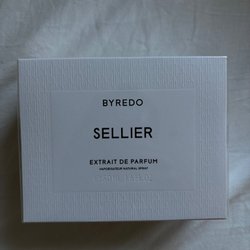 BYREDO
SELLIER
EXTRAIT DE PARFUM
VAPORISATEUR NATURAL SPRAY